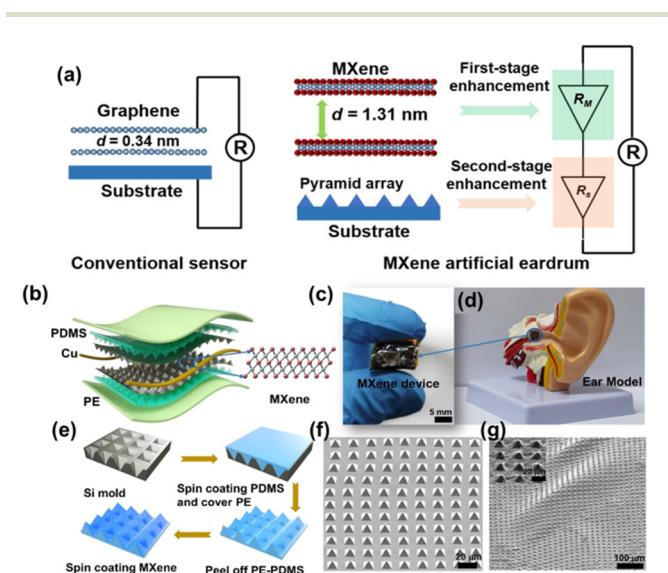 (a)
Graphene
d = 0.34 nm
Substrate
R
Conventional sensor
MXene
d = 1.31 nm
Pyramid array
Substrate
First-stage
enhancement
Second-stage
enhancement
RM
Rs
R
MXene artificial eardrum
(b)
PDMS
Cu
PE
MXene
(c)
MXene device
5 mm
(d)
Ear Model
(e)
Si mold
Spin coating PDMS
and cover PE
Spin coating MXene
Peel off PE-PDMS
(f)
20 μm
(g)
20 μm
100 μm